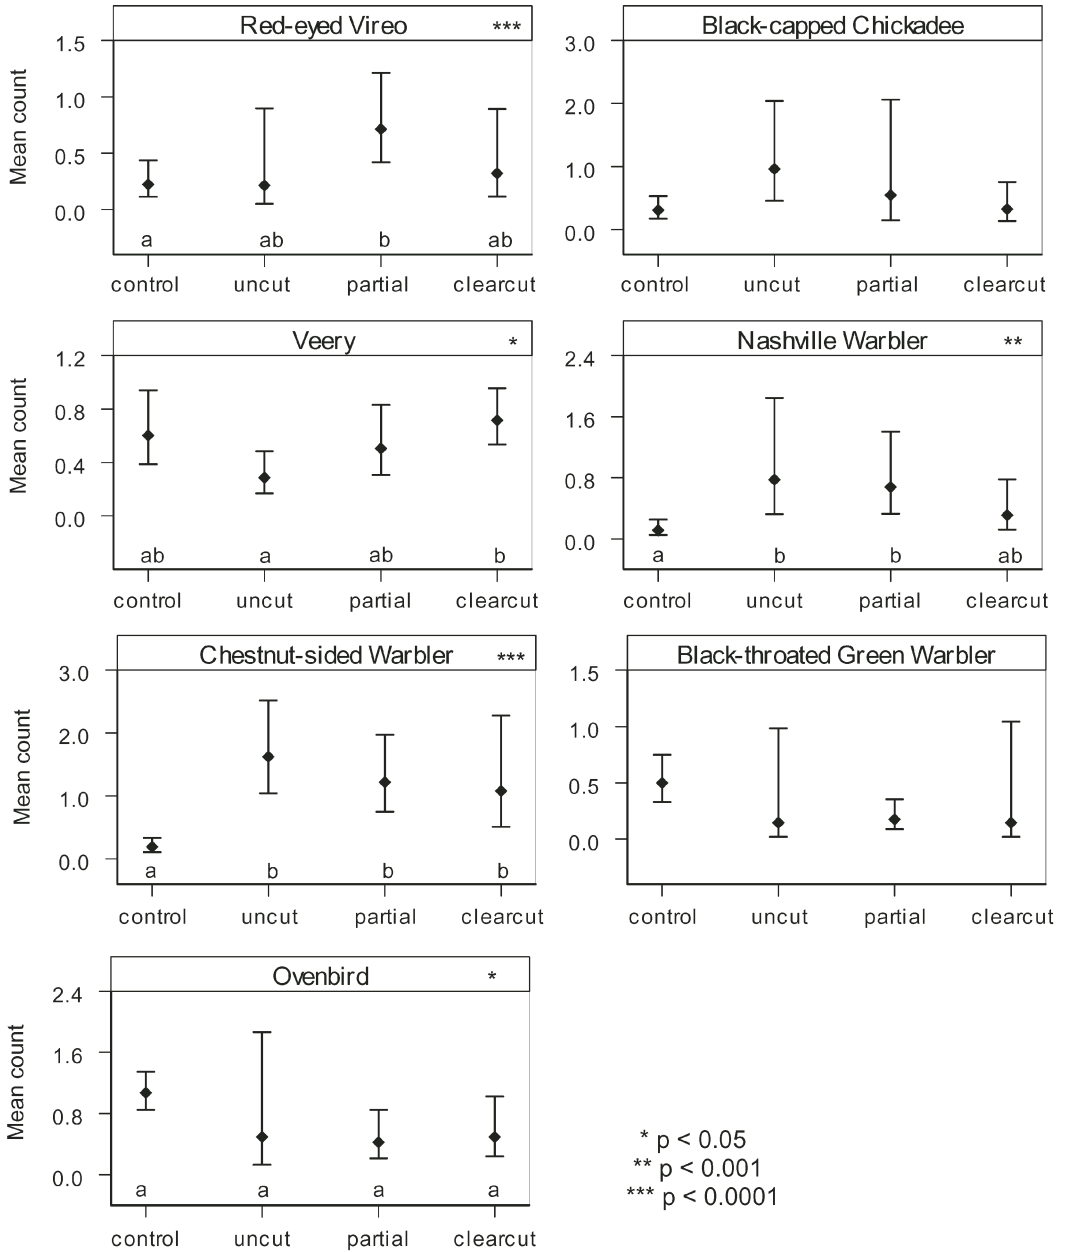 Red-eyed Vireo ***
Mean count
1.5
1.0
0.5
0.0
a ab b ab
control uncut partial clearcut
Black-capped Chickadee
3.0
2.0
1.0
0.0
control uncut partial clearcut
Veery *
Mean count
1.2
0.8
0.4
0.0
ab a ab b
control uncut partial clearcut
Nashville Warbler **
2.4
1.6
0.8
0.0
a b b ab
control uncut partial clearcut
Chestnut-sided Warbler ***
Mean count
3.0
2.0
1.0
0.0
a b b b
control uncut partial clearcut
Black-throated Green Warbler
1.5
1.0
0.5
0.0
control uncut partial clearcut
Ovenbird *
Mean count
2.4
1.6
0.8
0.0
a a a a
control uncut partial clearcut
* p < 0.05
** p < 0.001
*** p < 0.0001